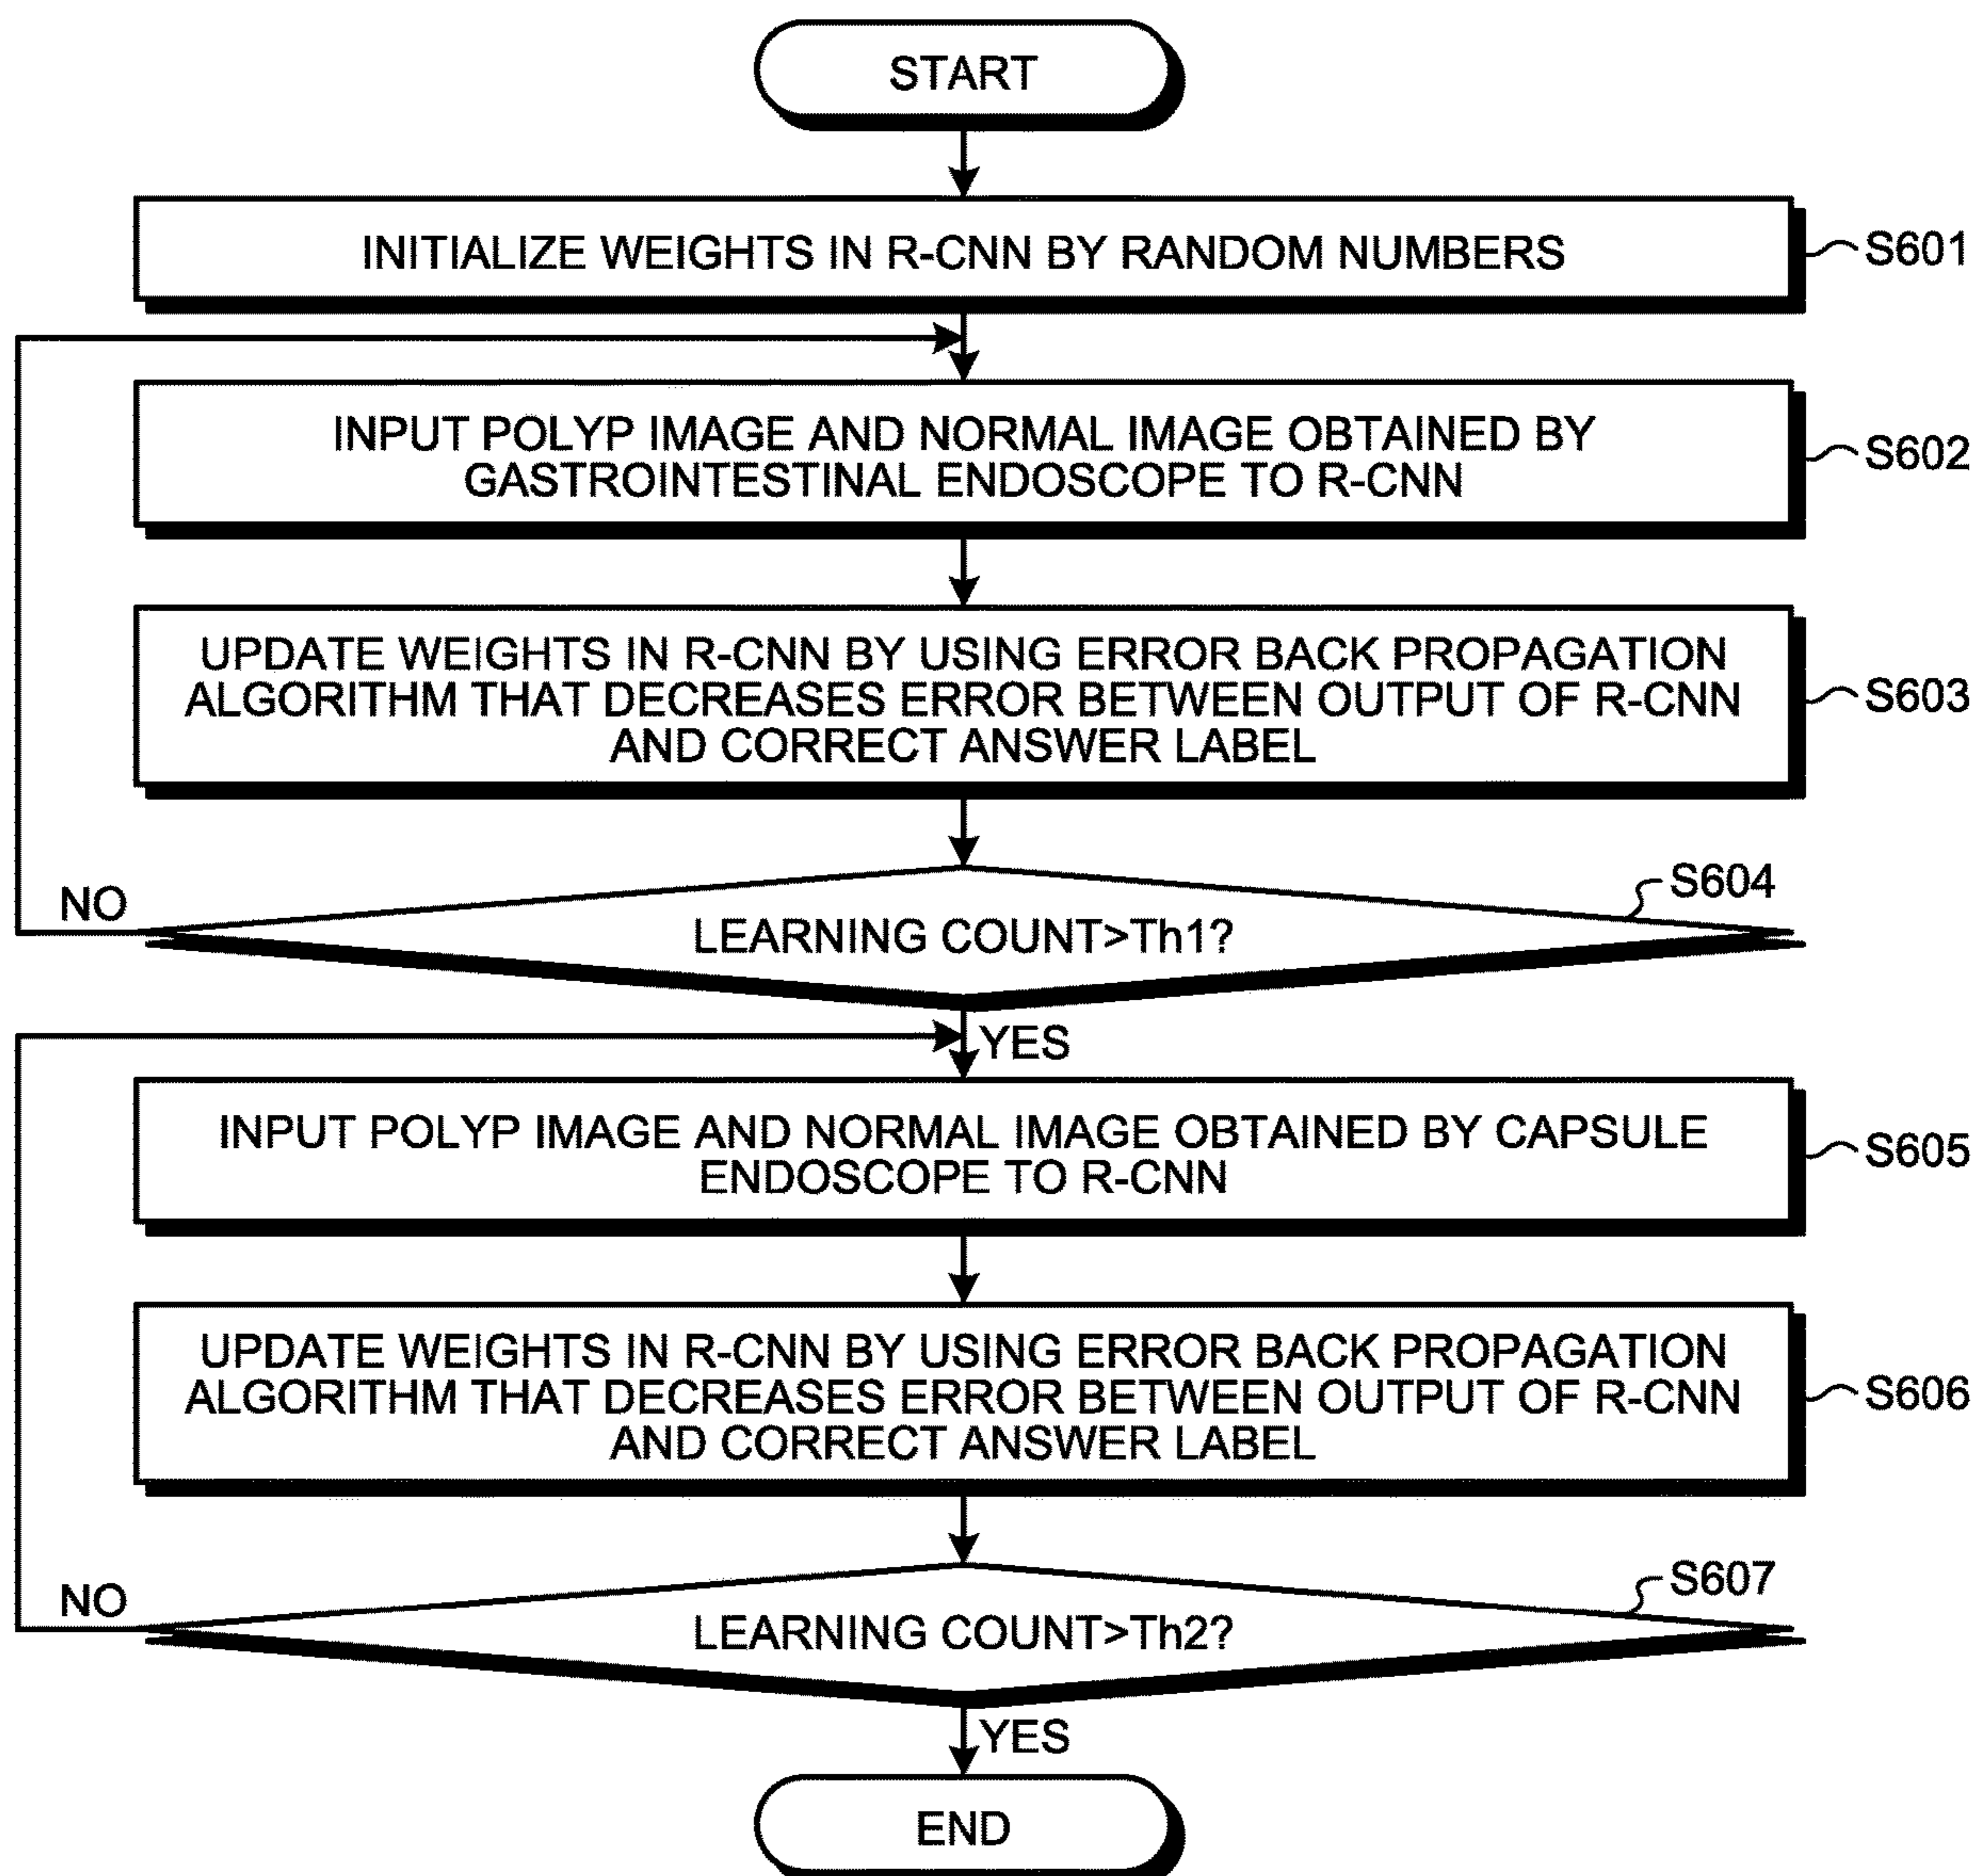 START
INITIALIZE WEIGHTS IN R-CNN BY RANDOM NUMBERS
S601
INPUT POLYP IMAGE AND NORMAL IMAGE OBTAINED BY
GASTROINTESTINAL ENDOSCOPE TO R-CNN
S602
UPDATE WEIGHTS IN R-CNN BY USING ERROR BACK PROPAGATION
ALGORITHM THAT DECREASES ERROR BETWEEN OUTPUT OF R-CNN
AND CORRECT ANSWER LABEL
S603
S604
NO
LEARNING COUNT>Th1?
YES
INPUT POLYP IMAGE AND NORMAL IMAGE OBTAINED BY CAPSULE
ENDOSCOPE TO R-CNN
S605
UPDATE WEIGHTS IN R-CNN BY USING ERROR BACK PROPAGATION
ALGORITHM THAT DECREASES ERROR BETWEEN OUTPUT OF R-CNN
AND CORRECT ANSWER LABEL
S606
S607
NO
LEARNING COUNT>Th2?
YES
END